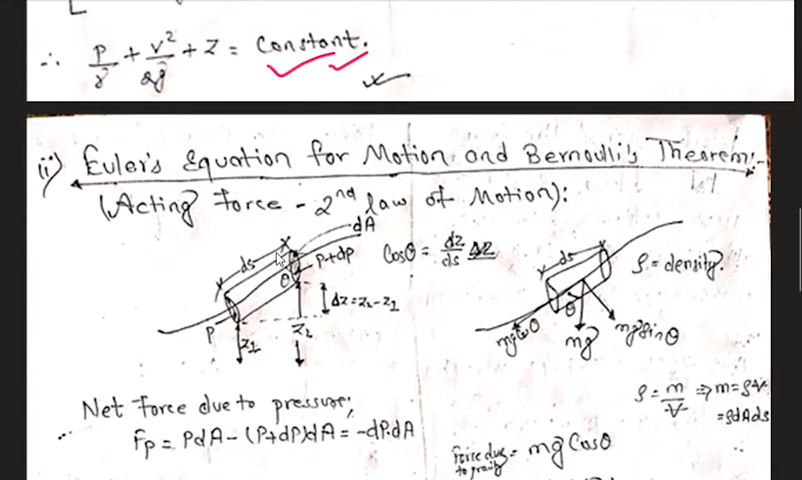 ∴ P/γ + V²/2g + Z = Constant.
(ii) Euler's Equation for Motion and Bernoulli's Theorem:-
(Acting Force - 2nd law of Motion):
dA
ds
P+dp
θ
P
dz = z₂-z₁
z₁
z₂
Cosθ = dz/ds
ds
ρ = density.
θ
mg cosθ
mg
mg sinθ
Net force due to pressure;
∴ Fp = PdA - (P+dP)dA = -dP.dA
ρ = m/V ⇒ m = ρV
= ρdAds
Force due to gravity = mg Cosθ